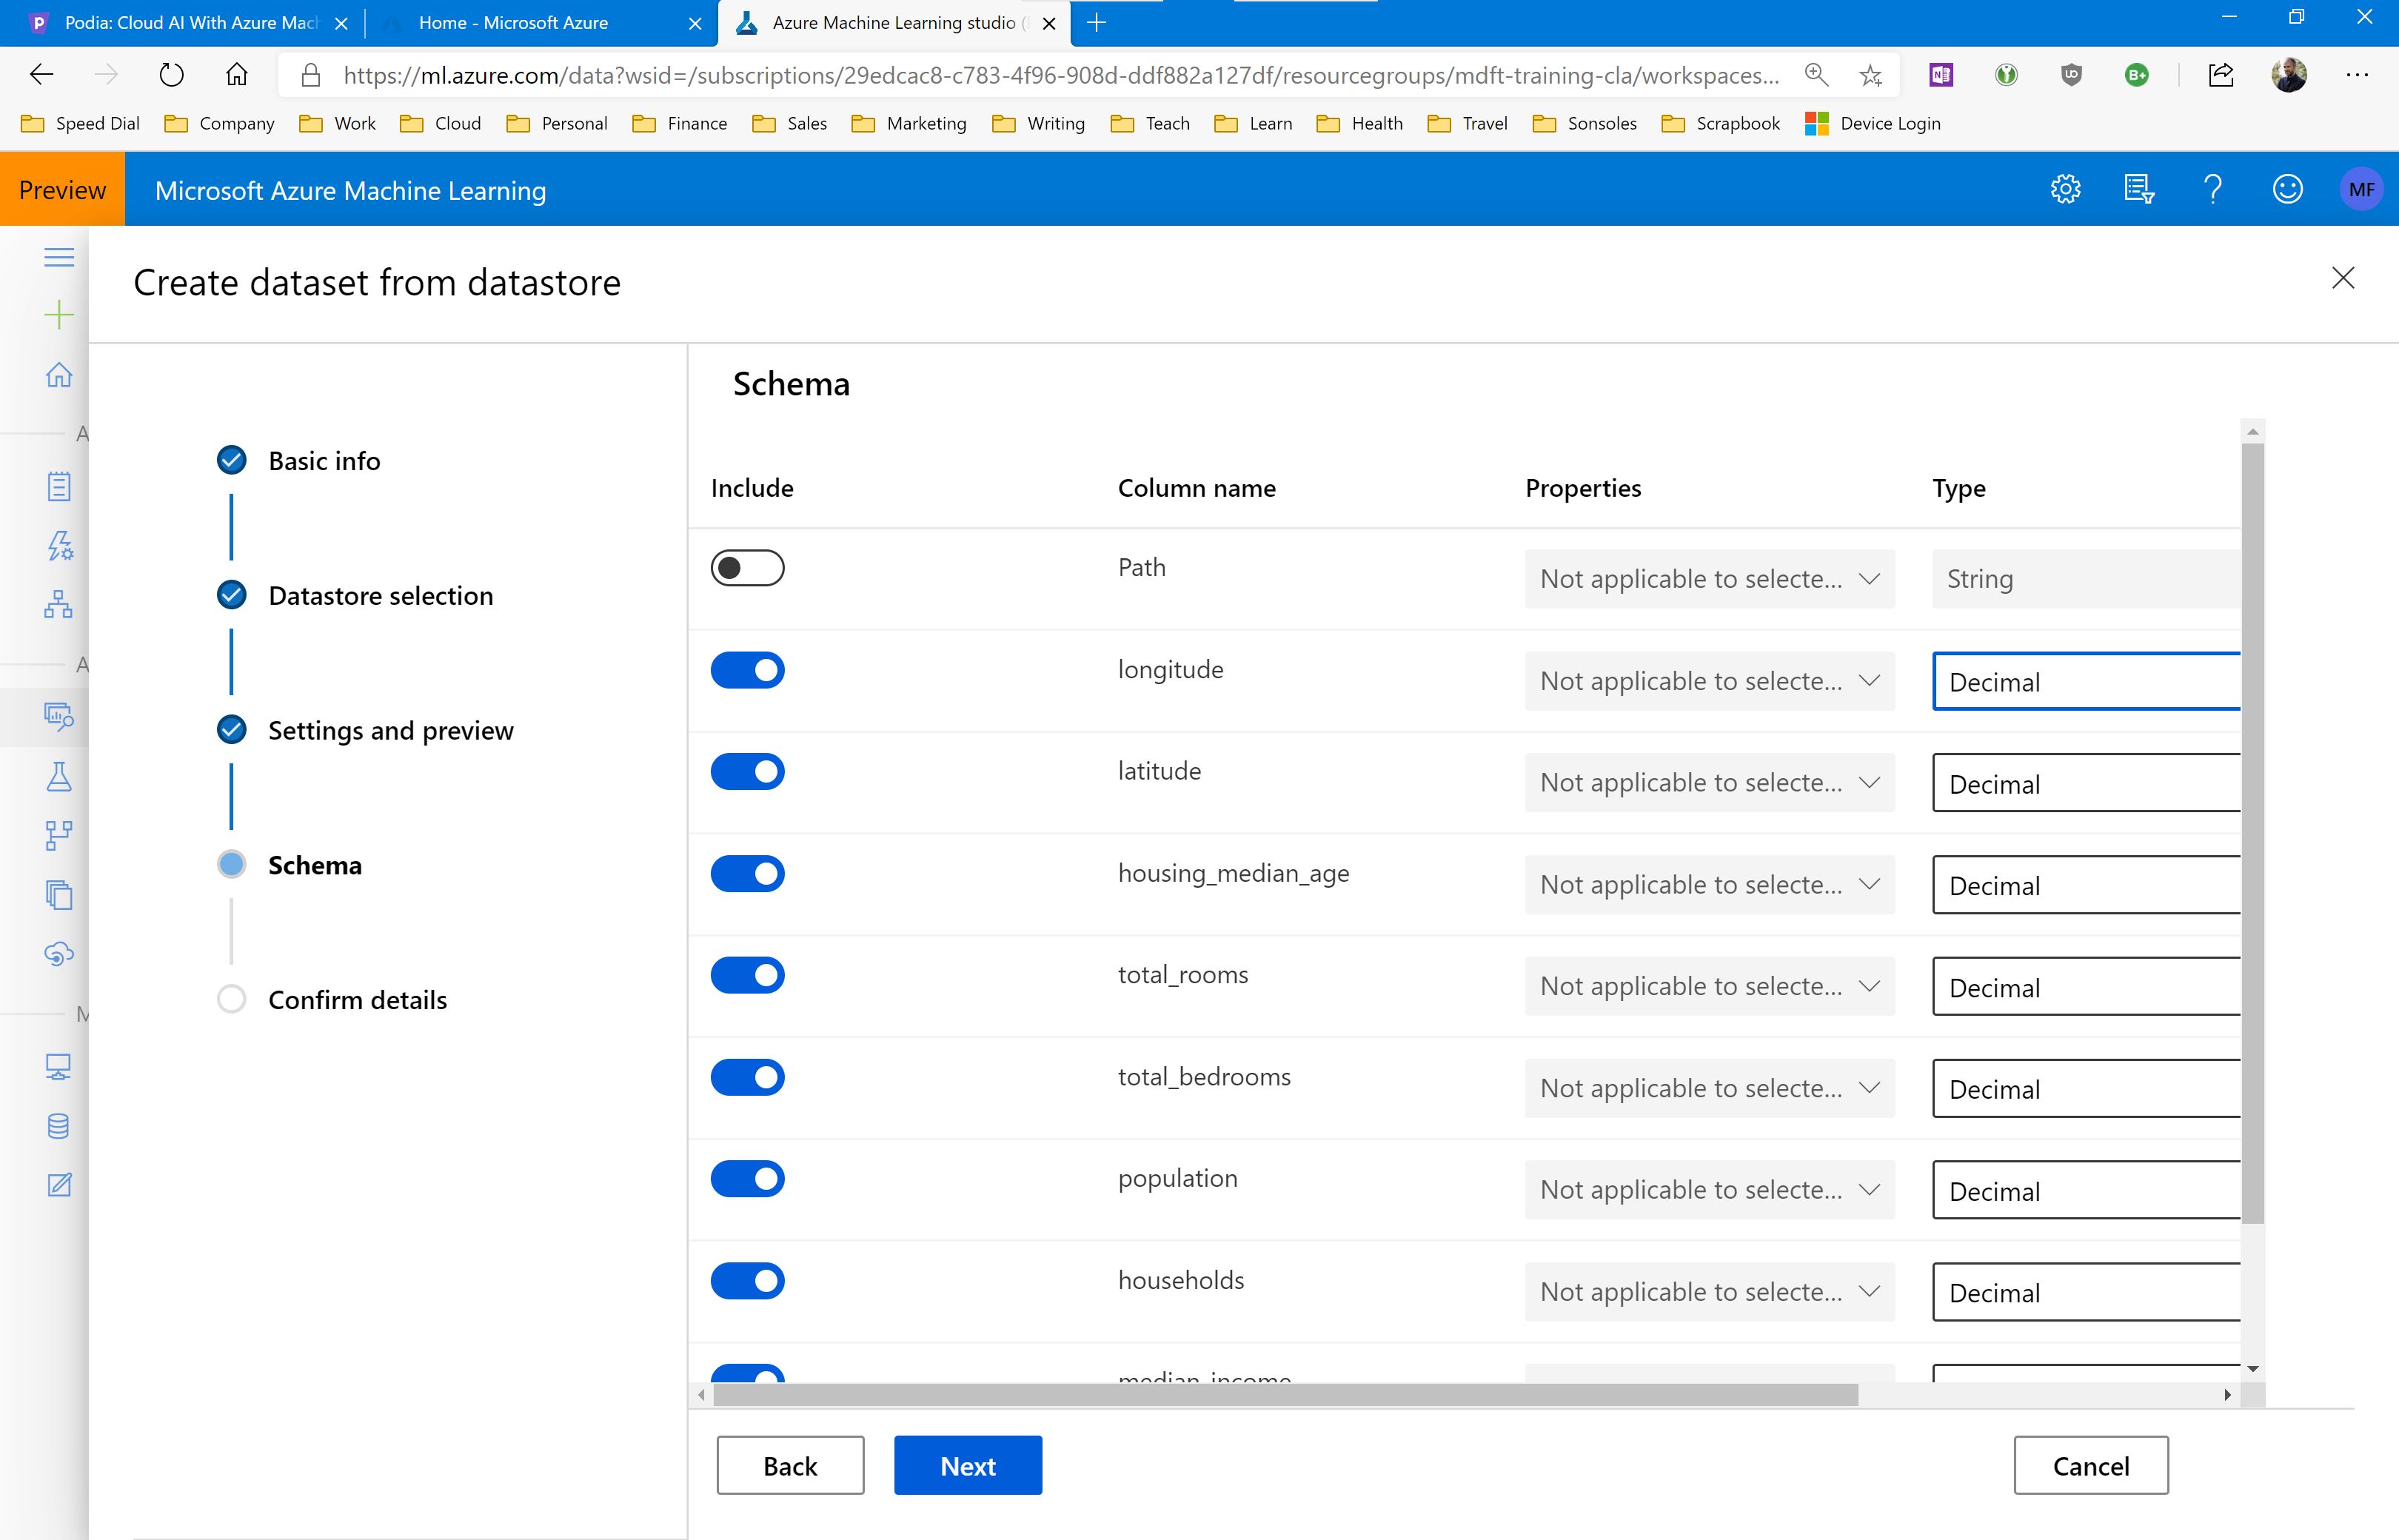 Podia: Cloud AI With Azure Mach
Home - Microsoft Azure
Azure Machine Learning studio (
https://ml.azure.com/data?wsid=/subscriptions/29edcac8-c783-4f96-908d-ddf882a127df/resourcegroups/mdft-training-cla/workspaces...
Speed Dial Company Work Cloud Personal Finance Sales Marketing Writing Teach Learn Health Travel Sonsoles Scrapbook Device Login
Preview Microsoft Azure Machine Learning MF
Create dataset from datastore
A
A
M
Basic info
Datastore selection
Settings and preview
Schema
Confirm details
Schema
Include Column name Properties Type
Path Not applicable to selecte... String
longitude Not applicable to selecte... Decimal
latitude Not applicable to selecte... Decimal
housing_median_age Not applicable to selecte... Decimal
total_rooms Not applicable to selecte... Decimal
total_bedrooms Not applicable to selecte... Decimal
population Not applicable to selecte... Decimal
households Not applicable to selecte... Decimal
median_income
Back Next Cancel